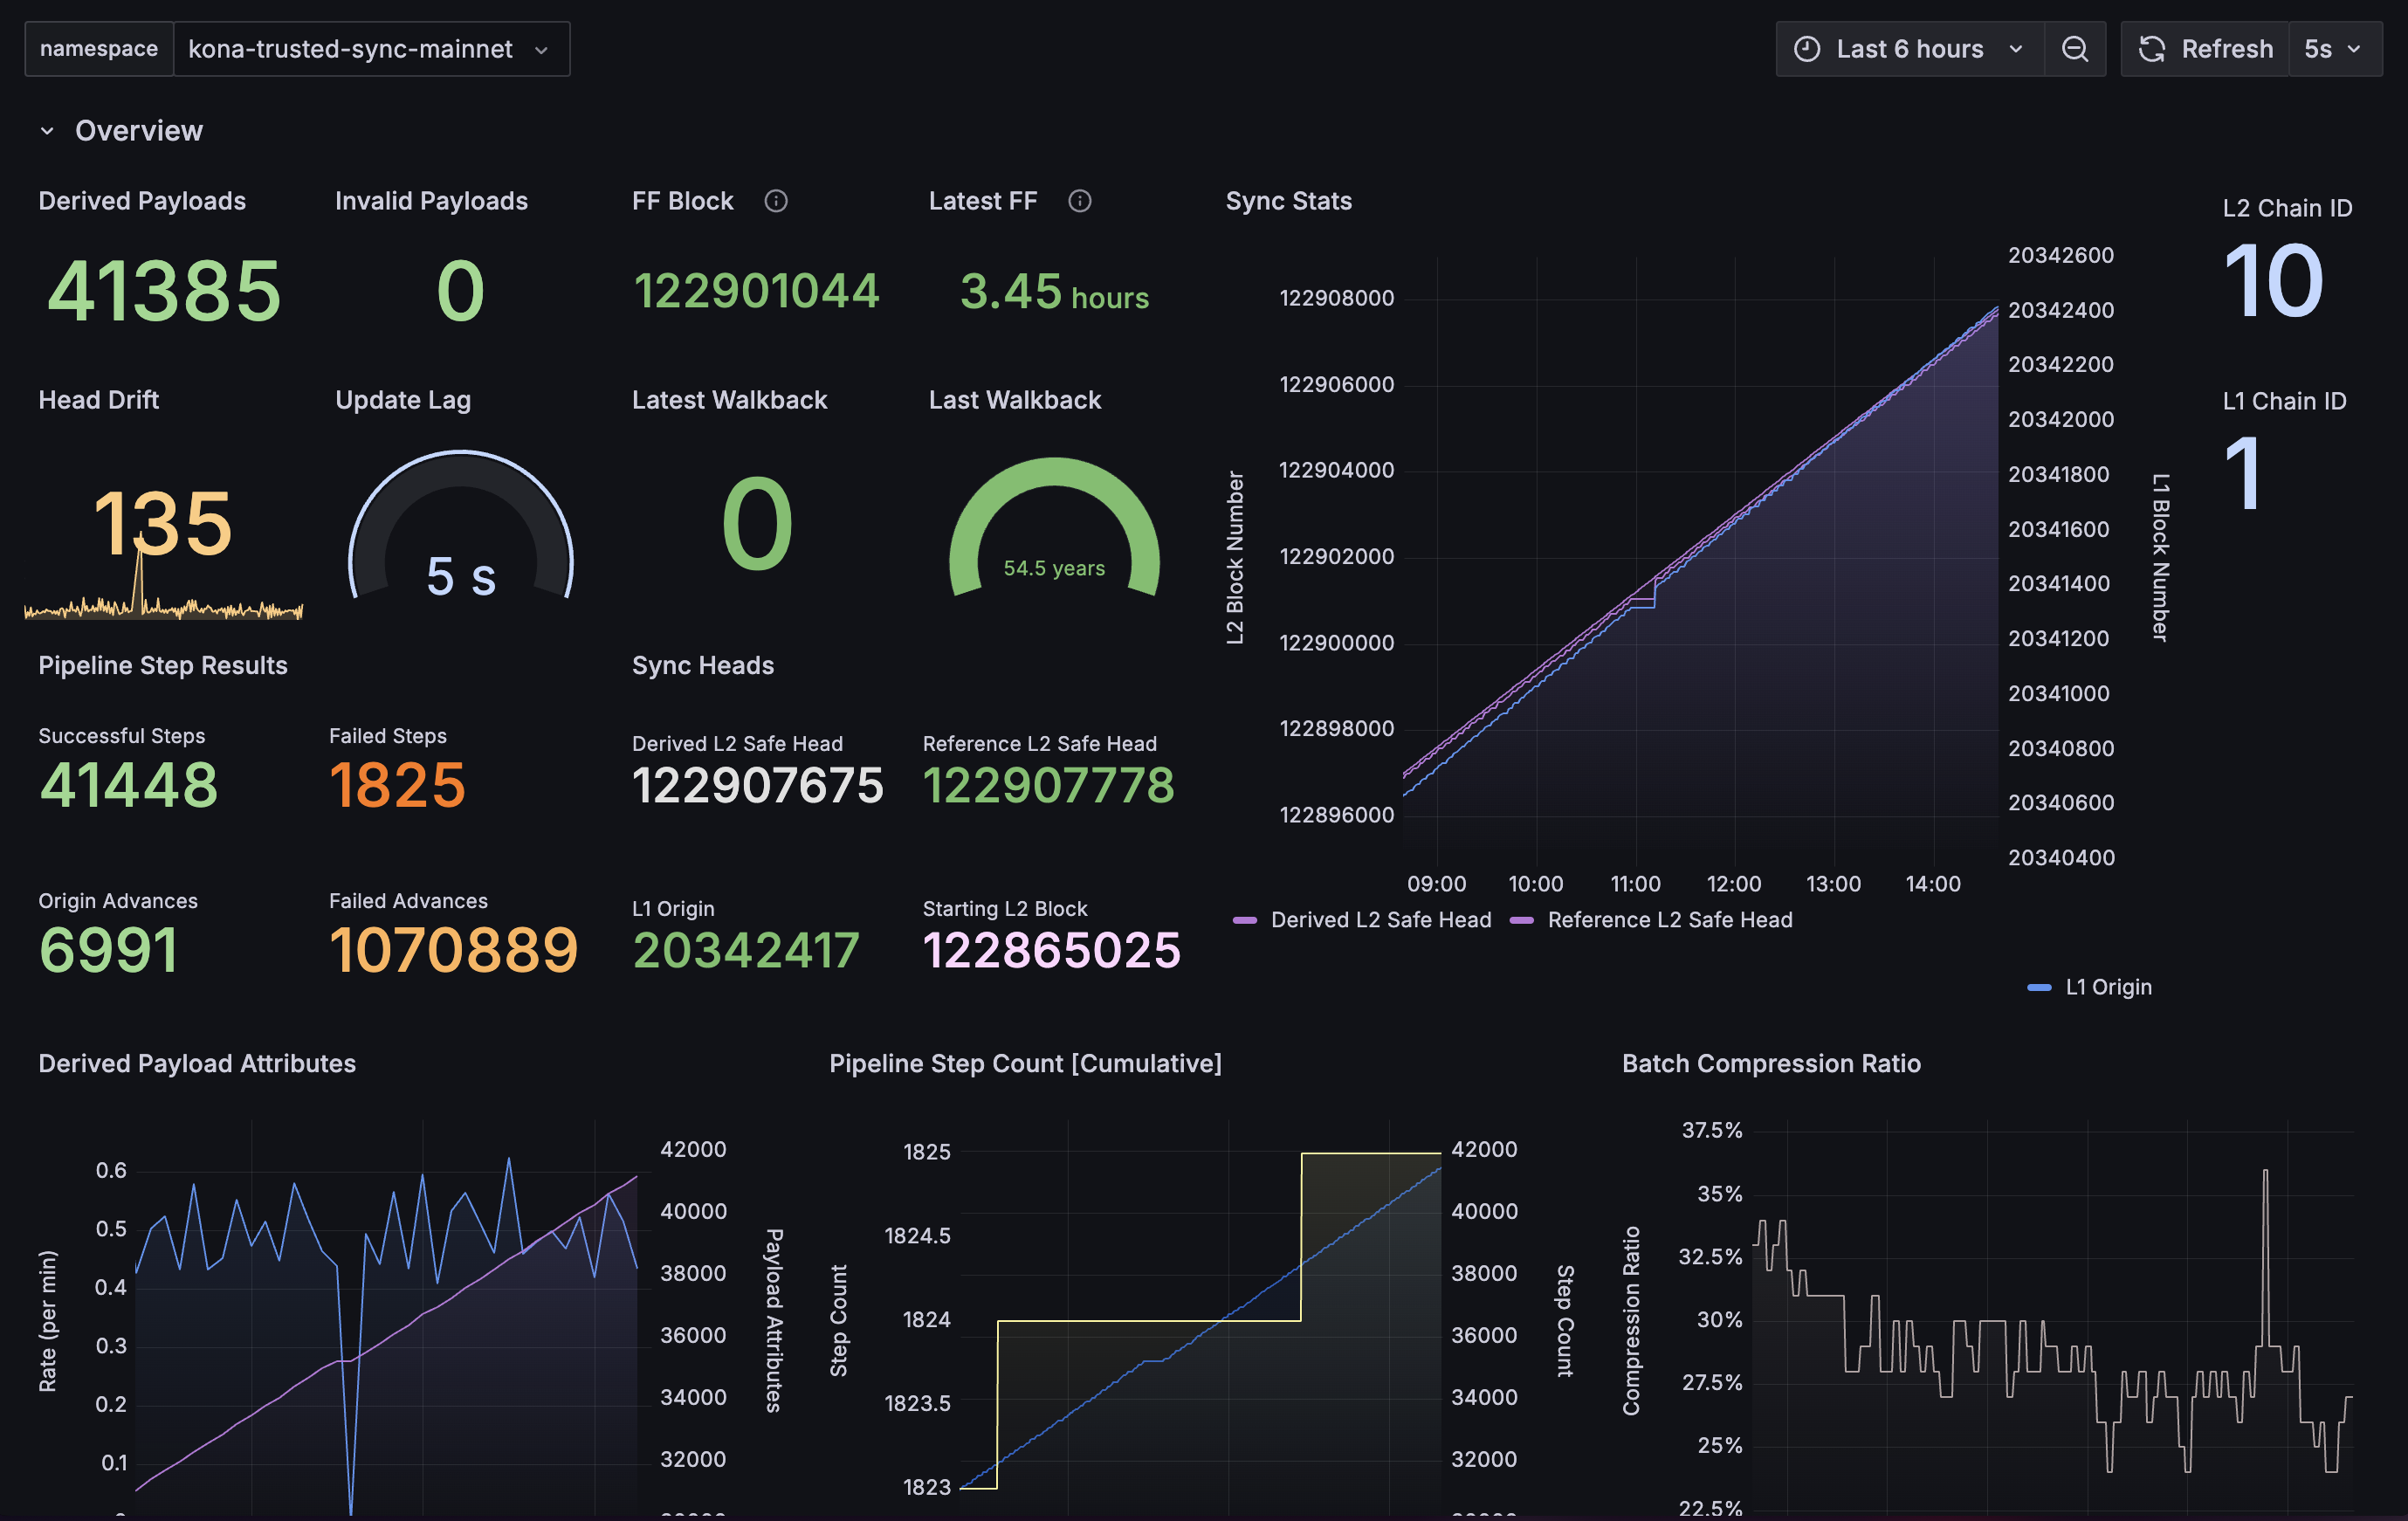 namespace kona-trusted-sync-mainnet Last 6 hours Refresh 5s
Overview
Derived Payloads
41385
Invalid Payloads
0
FF Block
122901044
Latest FF
3.45 hours
Head Drift
135
Update Lag
5 s
Latest Walkback
0
Last Walkback
54.5 years
Pipeline Step Results
Successful Steps
41448
Failed Steps
1825
Origin Advances
6991
Failed Advances
1070889
Sync Heads
Derived L2 Safe Head
122907675
Reference L2 Safe Head
122907778
L1 Origin
20342417
Starting L2 Block
122865025
Sync Stats
L2 Block Number
122908000
122906000
122904000
122902000
122900000
122898000
122896000
20342600
20342400
20342200
20342000
20341800
20341600
20341400
20341200
20341000
20340800
20340600
20340400
L1 Block Number
09:00 10:00 11:00 12:00 13:00 14:00
Derived L2 Safe Head Reference L2 Safe Head
L1 Origin
L2 Chain ID
10
L1 Chain ID
1
Derived Payload Attributes
Rate (per min)
0.6
0.5
0.4
0.3
0.2
0.1
42000
40000
38000
36000
34000
32000
Payload Attributes
Pipeline Step Count [Cumulative]
Step Count
1825
1824.5
1824
1823.5
1823
42000
40000
38000
36000
34000
32000
Step Count
Batch Compression Ratio
Compression Ratio
37.5%
35%
32.5%
30%
27.5%
25%
22.5%